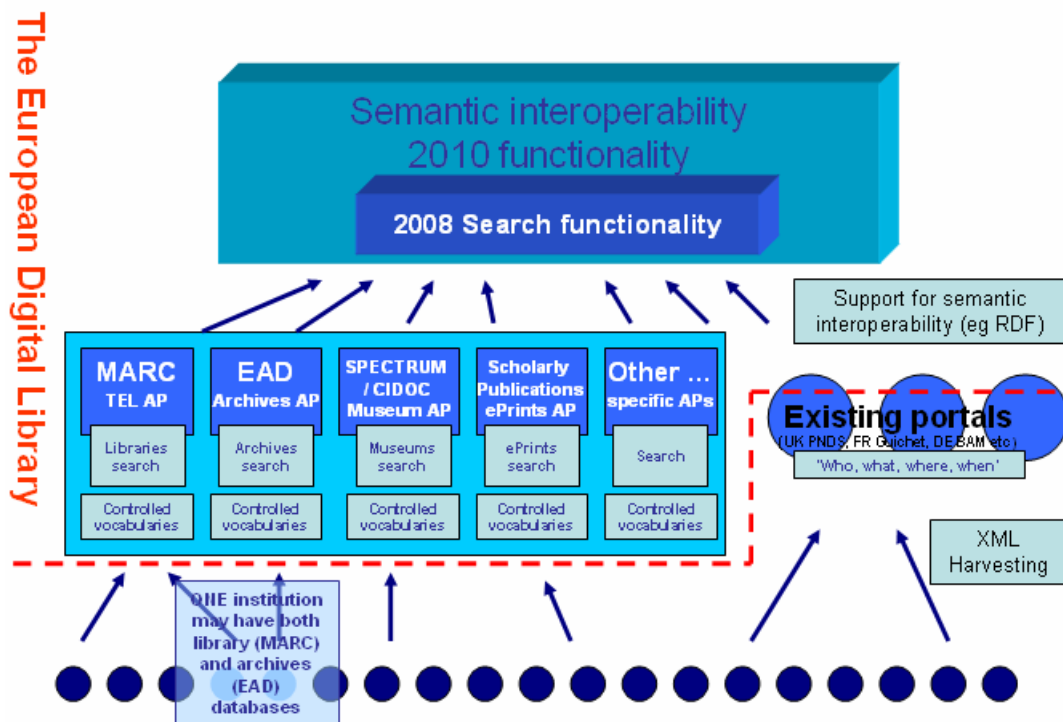 The European Digital Library
Semantic interoperability
2010 functionality
2008 Search functionality
Support for semantic
interoperability (eg RDF)
MARC
TEL AP
EAD
Archives AP
SPECTRUM
/ CIDOC
Museum AP
Scholarly
Publications
ePrints AP
Other ...
specific APs
Libraries
search
Archives
search
Museums
search
ePrints
search
Search
Controlled
vocabularies
Controlled
vocabularies
Controlled
vocabularies
Controlled
vocabularies
Controlled
vocabularies
Existing portals
(UK PNDS, FR Guichet, DE BAM etc)
'Who, what, where, when'
XML
Harvesting
ONE institution
may have both
library (MARC)
and archives
(EAD)
databases